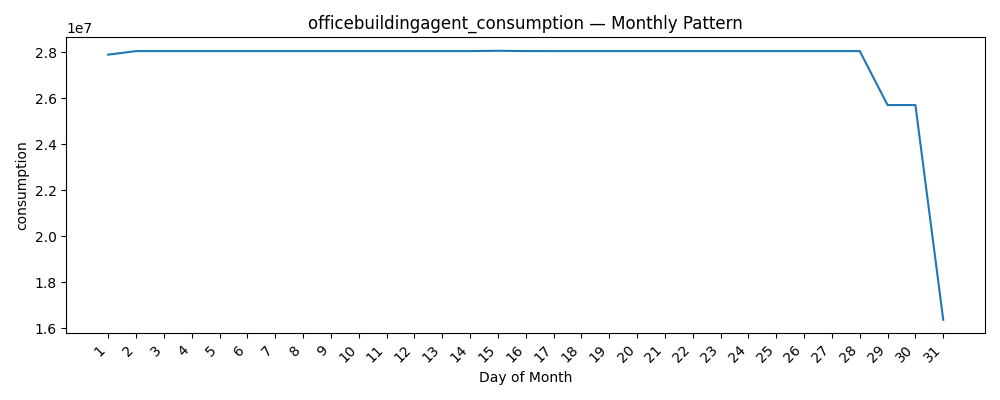 officebuildingagent_consumption — Monthly Pattern
1e7
2.8
2.6
2.4
2.2
2.0
1.8
1.6
consumption
1 2 3 4 5 6 7 8 9 10 11 12 13 14 15 16 17 18 19 20 21 22 23 24 25 26 27 28 29 30 31
Day of Month